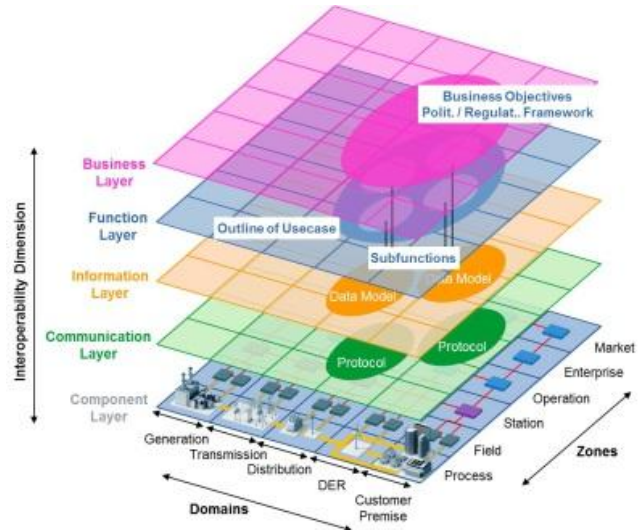 Business Objectives
Polit. / Regulat.. Framework
Business
Layer
Function
Layer
Outline of Usecase
Subfunctions
Information
Layer
Data Model
Data Model
Communication
Layer
Protocol
Protocol
Component
Layer
Interoperability Dimension
Generation
Transmission
Distribution
DER
Customer
Premise
Domains
Market
Enterprise
Operation
Station
Field
Process
Zones